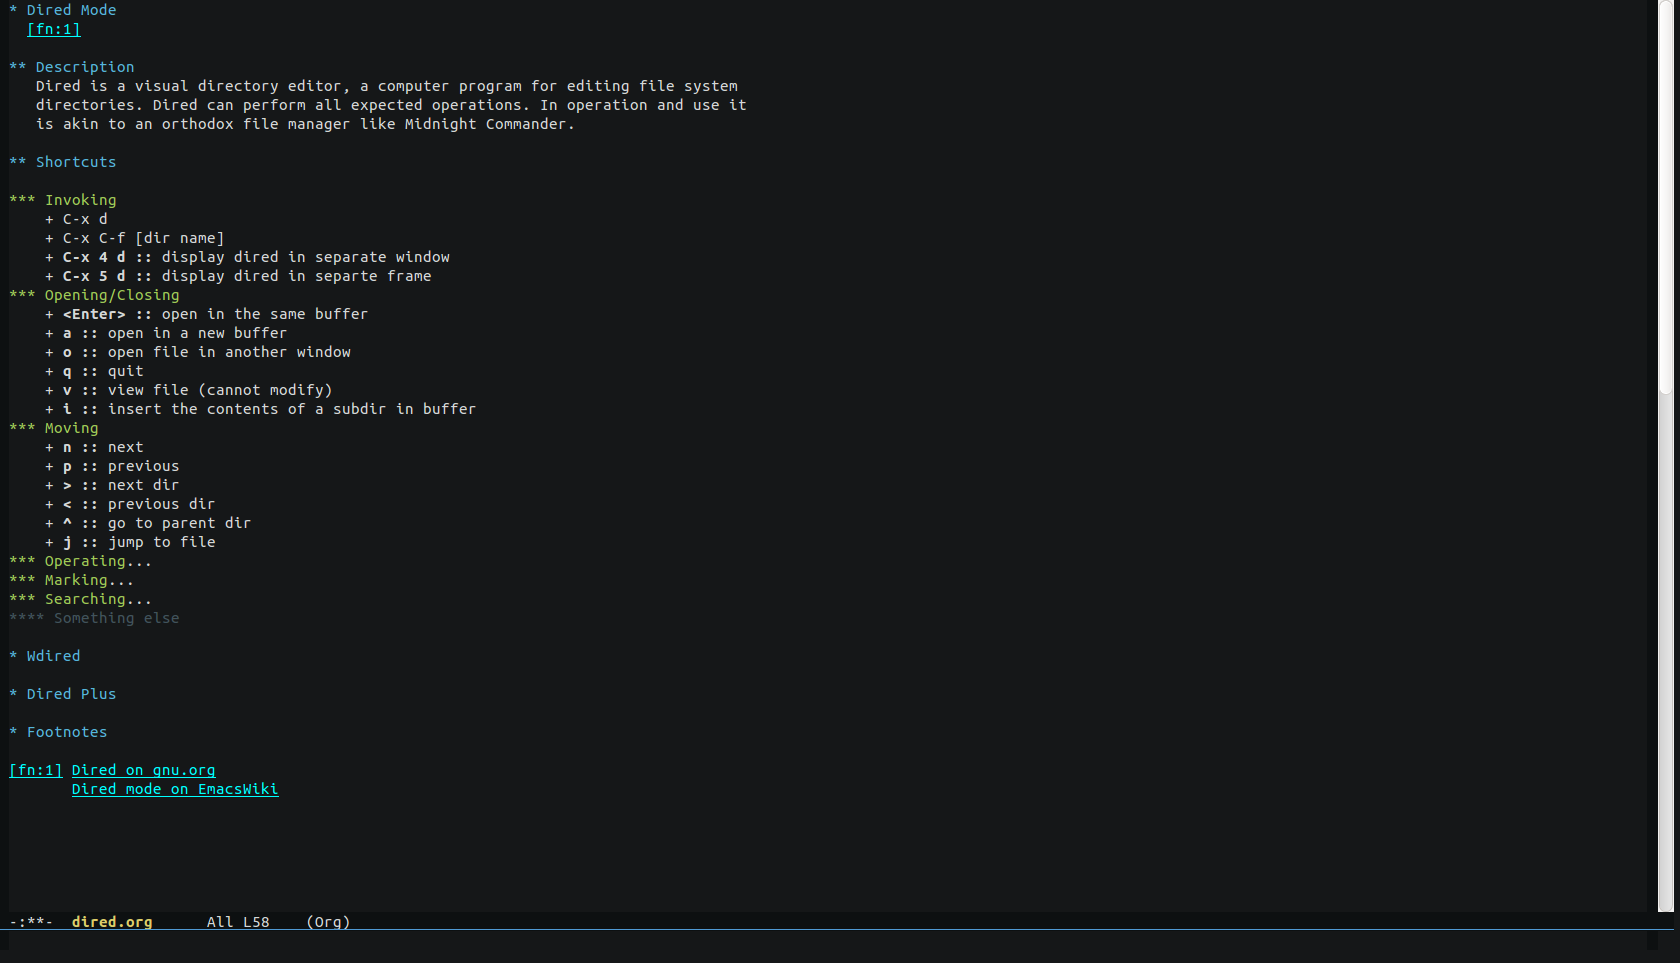 * Dired Mode
[fn:1]
** Description
Dired is a visual directory editor, a computer program for editing file system
directories. Dired can perform all expected operations. In operation and use it
is akin to an orthodox file manager like Midnight Commander.
** Shortcuts
*** Invoking
+ C-x d
+ C-x C-f [dir name]
+ C-x 4 d :: display dired in separate window
+ C-x 5 d :: display dired in separte frame
*** Opening/Closing
+ <Enter> :: open in the same buffer
+ a :: open in a new buffer
+ o :: open file in another window
+ q :: quit
+ v :: view file (cannot modify)
+ i :: insert the contents of a subdir in buffer
*** Moving
+ n :: next
+ p :: previous
+ > :: next dir
+ < :: previous dir
+ ^ :: go to parent dir
+ j :: jump to file
*** Operating...
*** Marking...
*** Searching...
**** Something else
* Wdired
* Dired Plus
* Footnotes
[fn:1] Dired on gnu.org
Dired mode on EmacsWiki
-:**- dired.org All L58 (Org)